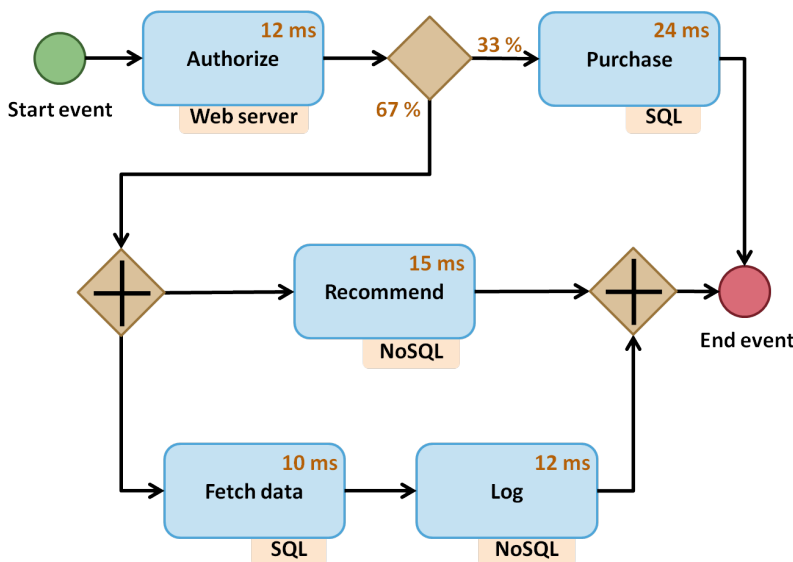 12 ms
Authorize
Web server
Start event
33 %
67 %
24 ms
Purchase
SQL
15 ms
Recommend
NoSQL
End event
10 ms
Fetch data
SQL
12 ms
Log
NoSQL